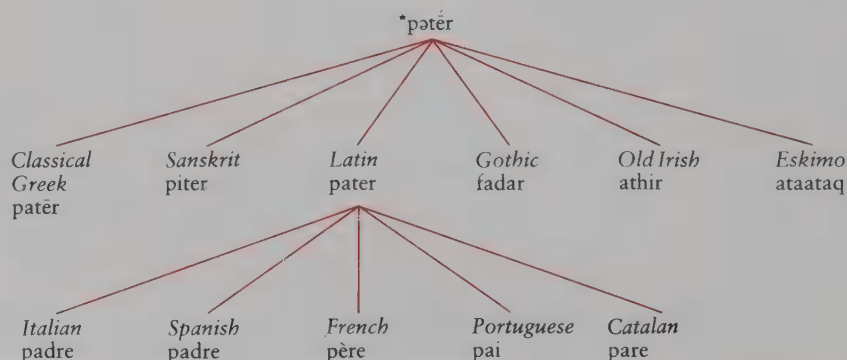 *pətḗr
Classical Sanskrit Latin Gothic Old Irish Eskimo
Greek piter pater fadar athir ataataq
patēr
Italian Spanish French Portuguese Catalan
padre padre père pai pare